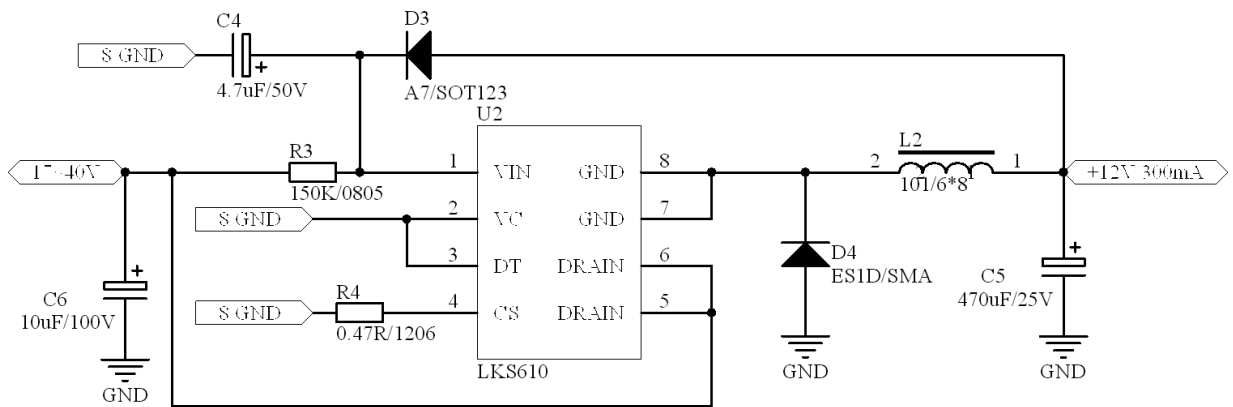 C4
D3
S GND
4.7uF/50V
A7/SOT123
U2
R3
L2
17~40V
1
VIN
GND
8
2
1
+12V 300mA
150K/0805
101/6*8
S GND
2
VC
GND
7
3
DT
DRAIN
6
D4
ES1D/SMA
C6
10uF/100V
R4
S GND
4
CS
DRAIN
5
C5
470uF/25V
0.47R/1206
GND
LKS610
GND
GND